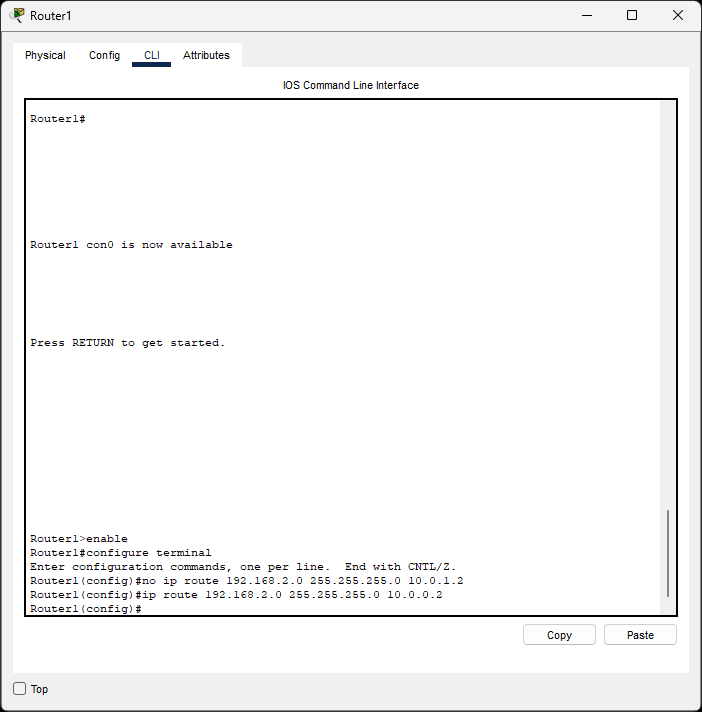 Router1
Physical Config CLI Attributes
IOS Command Line Interface
Router1#
Router1 con0 is now available
Press RETURN to get started.
Router1>enable
Router1#configure terminal
Enter configuration commands, one per line.  End with CNTL/Z.
Router1(config)#no ip route 192.168.2.0 255.255.255.0 10.0.1.2
Router1(config)#ip route 192.168.2.0 255.255.255.0 10.0.0.2
Router1(config)#
Copy Paste
Top